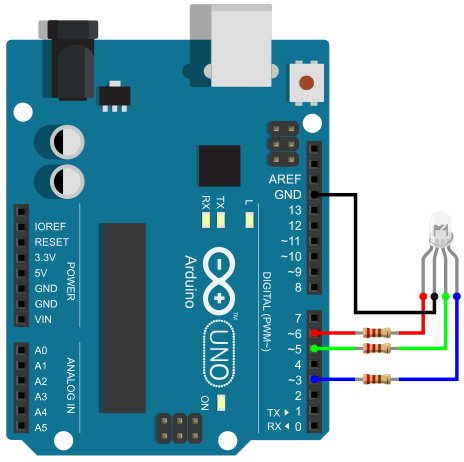 AREF
GND
13
12
~11
~10
~9
8
7
~6
~5
4
~3
2
TX ▸ 1
RX ◂ 0
DIGITAL (PWM~)
RX
TX
L
Arduino
TM
UNO
ON
IOREF
RESET
3.3V
5V
GND
GND
VIN
POWER
A0
A1
A2
A3
A4
A5
ANALOG IN